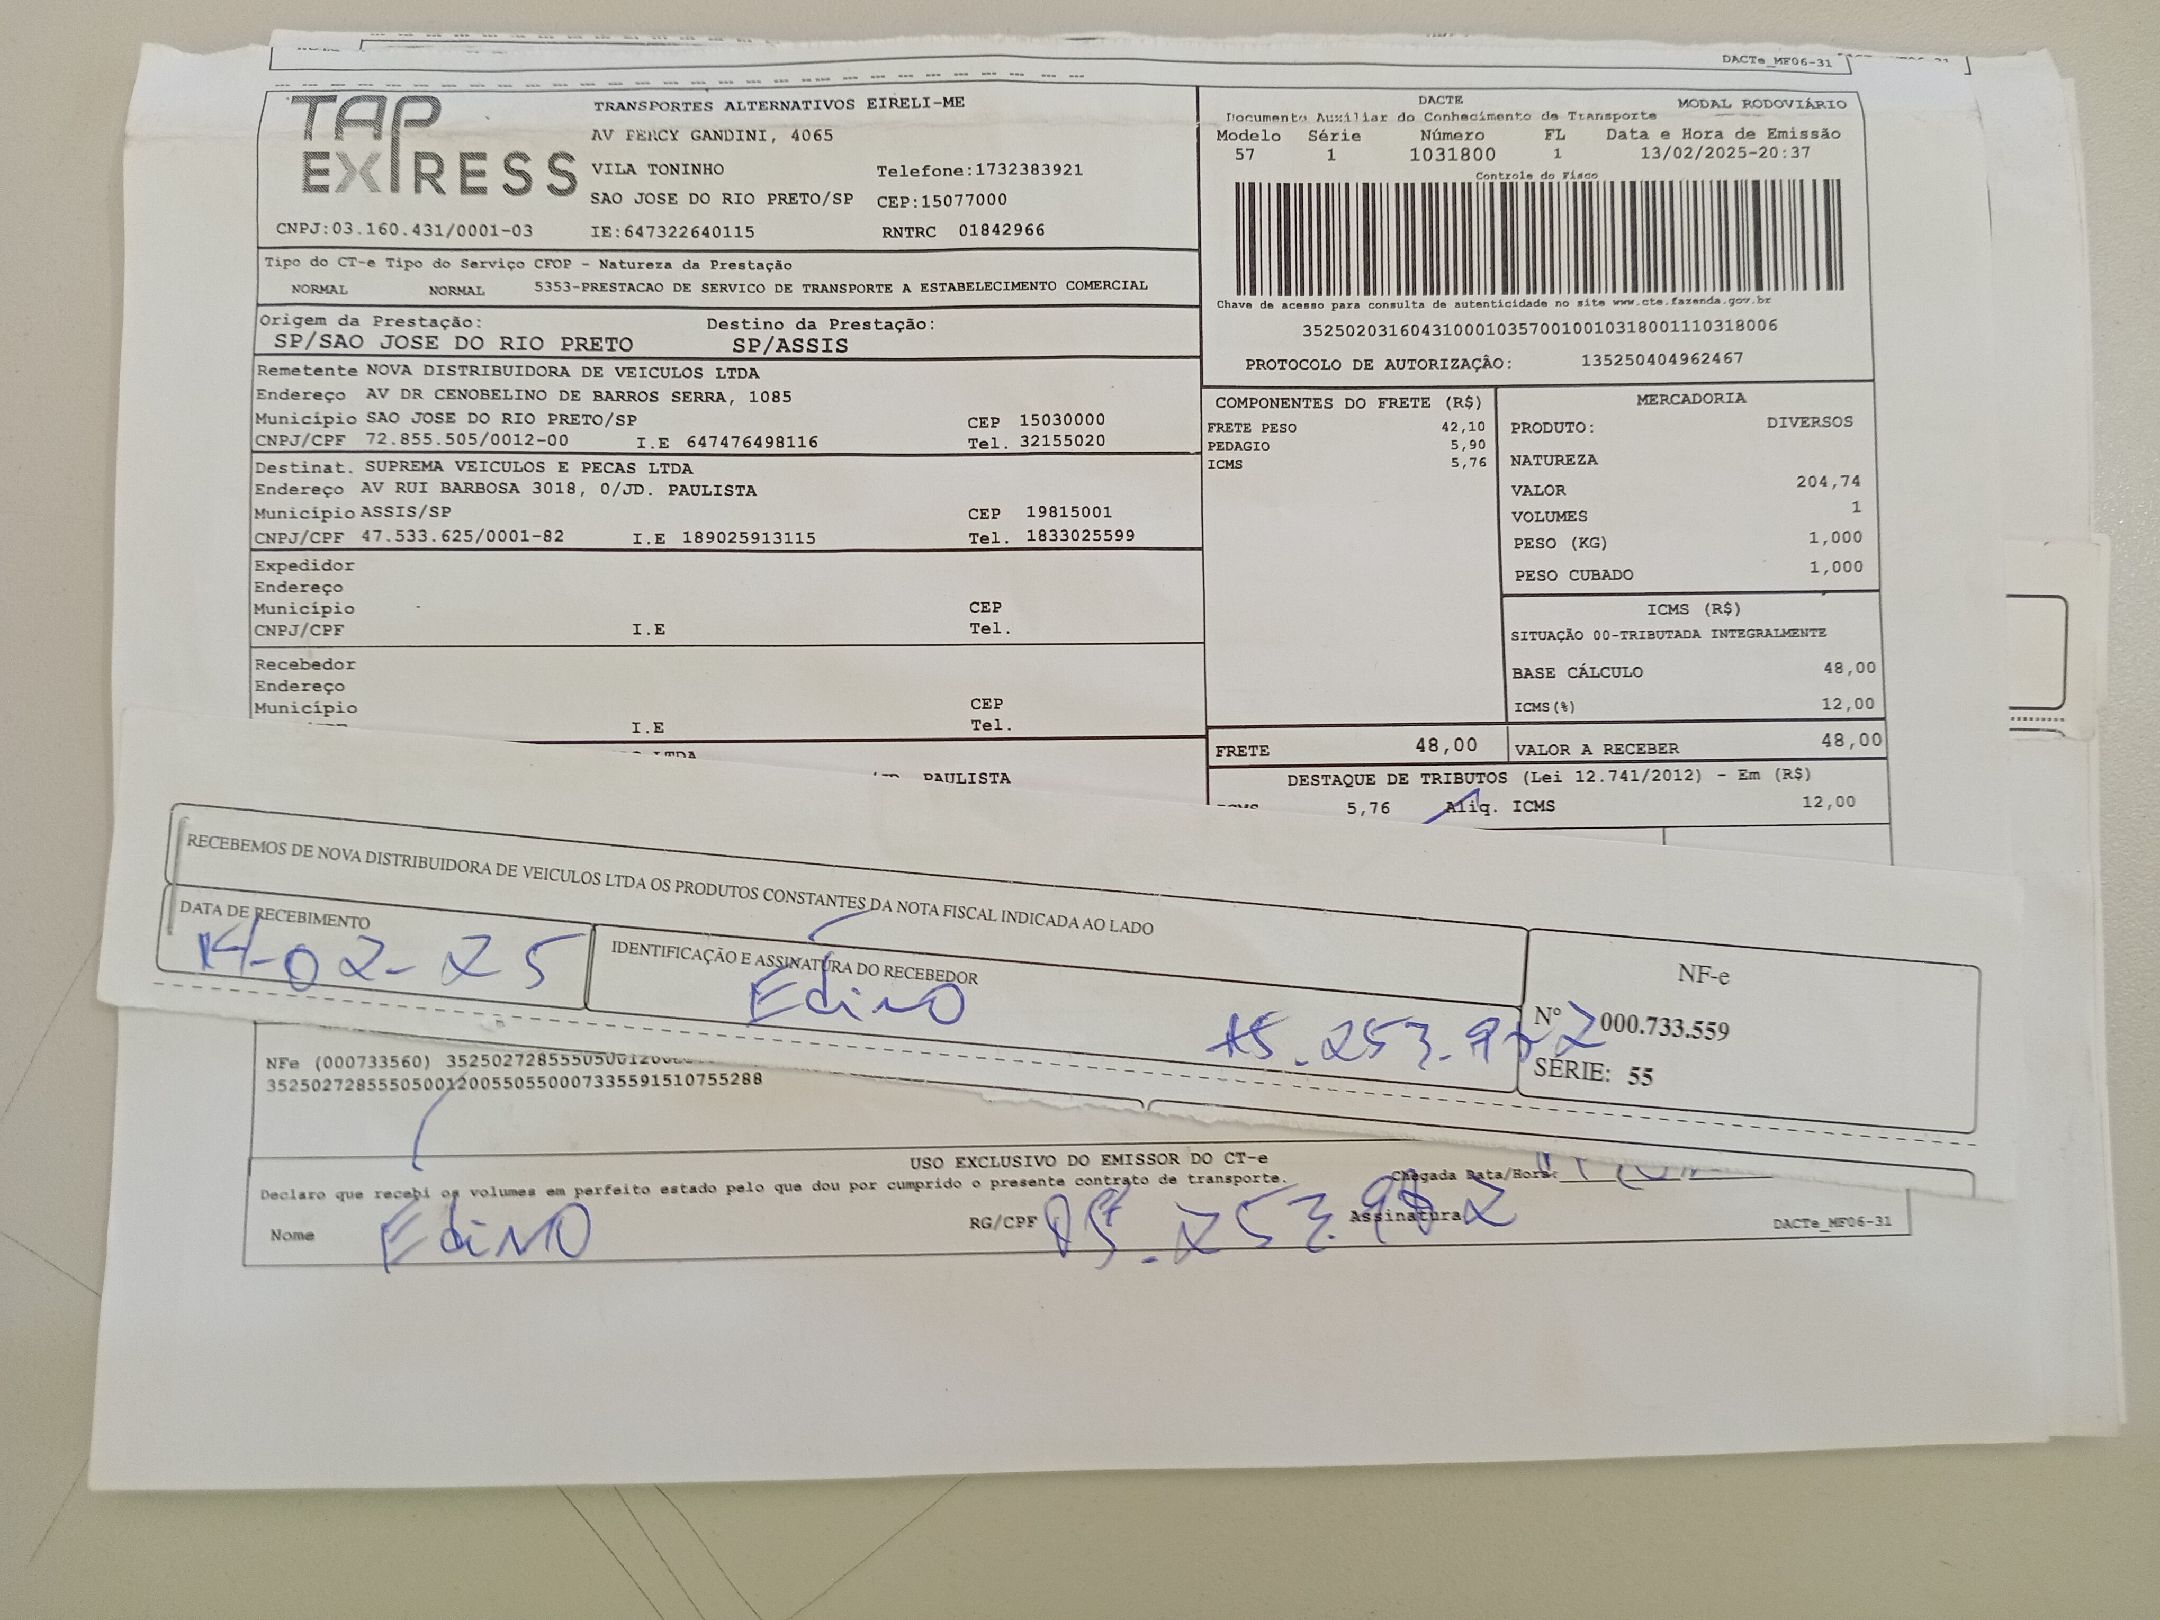 DACTe_MF06-31
TAP EXPRESS
TRANSPORTES ALTERNATIVOS EIRELI-ME
AV PERCY GANDINI, 4065
VILA TONINHO Telefone:1732383921
SAO JOSE DO RIO PRETO/SP CEP:15077000
CNPJ:03.160.431/0001-03 IE:647322640115 RNTRC 01842966
DACTE MODAL RODOVIÁRIO
Documento Auxiliar do Conhecimento de Transporte
Modelo Série Número FL Data e Hora de Emissão
57 1 1031800 1 13/02/2025-20:37
Controle do Fisco
Chave de acesso para consulta de autenticidade no site www.cte.fazenda.gov.br
35250203160431000103570010010318001110318006
PROTOCOLO DE AUTORIZAÇÂO: 135250404962467
Tipo do CT-e Tipo do Serviço CFOP - Natureza da Prestação
NORMAL NORMAL 5353-PRESTACAO DE SERVICO DE TRANSPORTE A ESTABELECIMENTO COMERCIAL
Origem da Prestação: Destino da Prestação:
SP/SAO JOSE DO RIO PRETO SP/ASSIS
Remetente NOVA DISTRIBUIDORA DE VEICULOS LTDA
Endereço AV DR CENOBELINO DE BARROS SERRA, 1085
Município SAO JOSE DO RIO PRETO/SP CEP 15030000
CNPJ/CPF 72.855.505/0012-00 I.E 647476498116 Tel. 32155020
Destinat. SUPREMA VEICULOS E PECAS LTDA
Endereço AV RUI BARBOSA 3018, 0/JD. PAULISTA
Município ASSIS/SP CEP 19815001
CNPJ/CPF 47.533.625/0001-82 I.E 189025913115 Tel. 1833025599
Expedidor
Endereço
Município CEP
CNPJ/CPF I.E Tel.
Recebedor
Endereço
Município CEP
I.E Tel.
LTDA
PAULISTA
COMPONENTES DO FRETE (R$)
FRETE PESO 42,10
PEDAGIO 5,90
ICMS 5,76
MERCADORIA
PRODUTO: DIVERSOS
NATUREZA
VALOR 204,74
VOLUMES 1
PESO (KG) 1,000
PESO CUBADO 1,000
ICMS (R$)
SITUAÇÃO 00-TRIBUTADA INTEGRALMENTE
BASE CÁLCULO 48,00
ICMS(%) 12,00
FRETE 48,00 VALOR A RECEBER 48,00
DESTAQUE DE TRIBUTOS (Lei 12.741/2012) - Em (R$)
ICMS 5,76 Aliq. ICMS 12,00
RECEBEMOS DE NOVA DISTRIBUIDORA DE VEICULOS LTDA OS PRODUTOS CONSTANTES DA NOTA FISCAL INDICADA AO LADO
DATA DE RECEBIMENTO
14-02-25
IDENTIFICAÇÃO E ASSINATURA DO RECEBEDOR
Edino
NF-e
Nº 000.733.559
SÉRIE: 55
NFe (000733560)
35250272855505001200550550007335591510755288
USO EXCLUSIVO DO EMISSOR DO CT-e
Declaro que recebi os volumes em perfeito estado pelo que dou por cumprido o presente contrato de transporte. Chegada Data/Hora:
Nome Edino RG/CPF Assinatura
DACTe_MF06-31